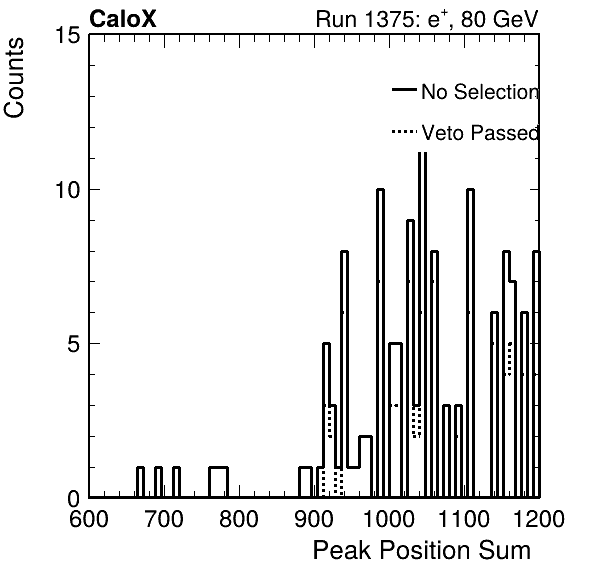 CaloX
Run 1375: e+, 80 GeV
Counts
15
10
5
0
No Selection
Veto Passed
600 700 800 900 1000 1100 1200
Peak Position Sum